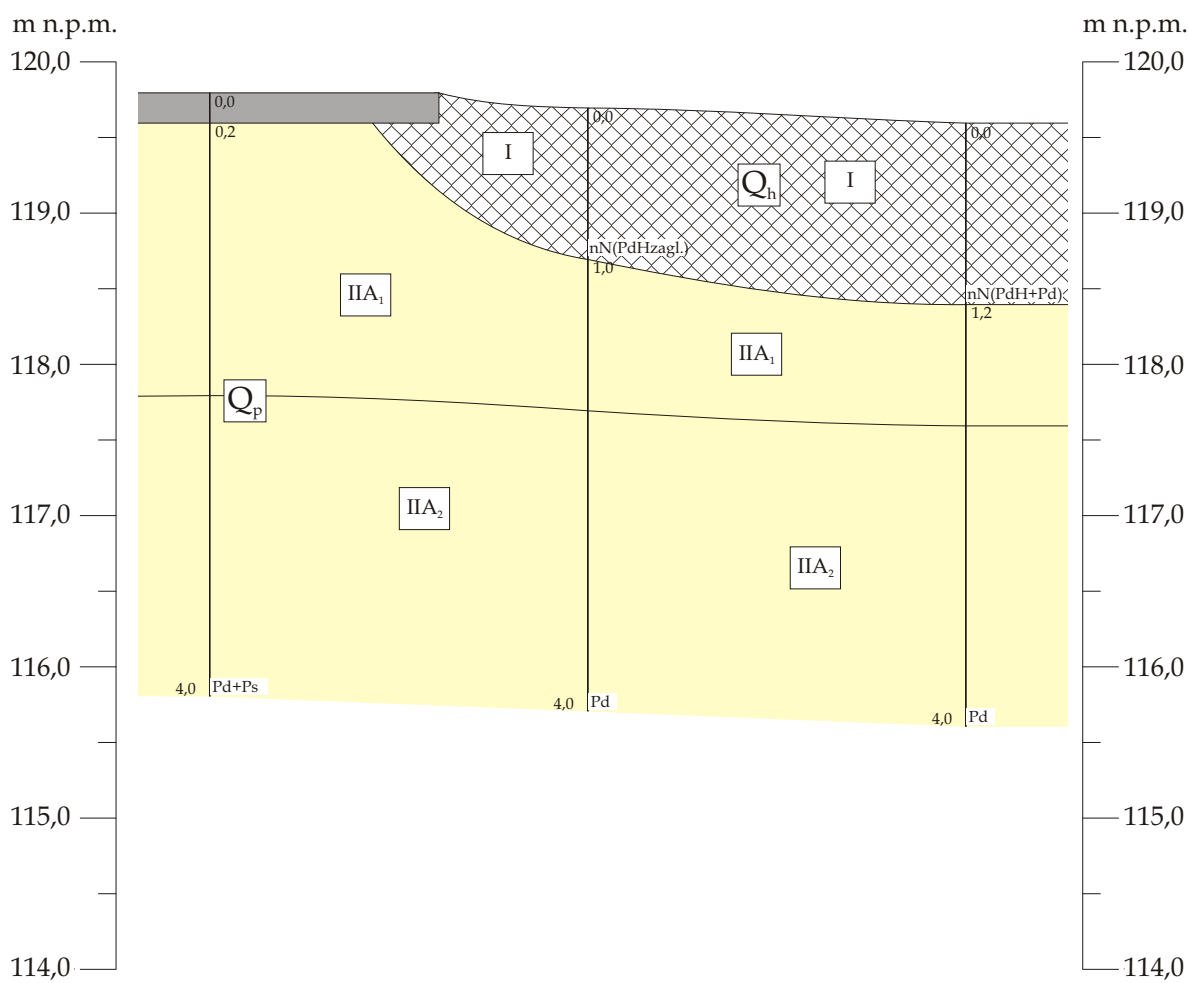 m n.p.m.
m n.p.m.
120,0
120,0
0,0
0,2
0,0
0,0
I
Qh
I
119,0
119,0
nN(PdHzagl.)
1,0
IIA1
nN(PdH+Pd)
1,2
IIA1
118,0
118,0
Qp
IIA2
117,0
117,0
IIA2
116,0
116,0
4,0
Pd+Ps
4,0
Pd
4,0
Pd
115,0
115,0
114,0
114,0